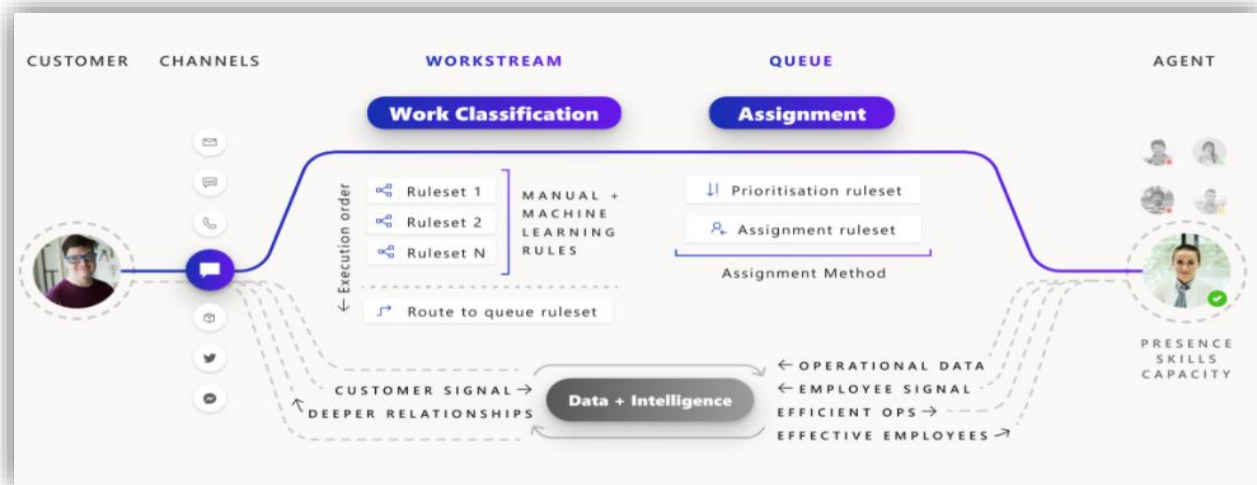 CUSTOMER
CHANNELS
WORKSTREAM
QUEUE
AGENT
Work Classification
Assignment
Execution order
Ruleset 1
Ruleset 2
Ruleset N
MANUAL +
MACHINE
LEARNING
RULES
Route to queue ruleset
Prioritisation ruleset
Assignment ruleset
Assignment Method
PRESENCE
SKILLS
CAPACITY
CUSTOMER SIGNAL →
DEEPER RELATIONSHIPS
Data + Intelligence
← OPERATIONAL DATA
← EMPLOYEE SIGNAL
EFFICIENT OPS →
EFFECTIVE EMPLOYEES